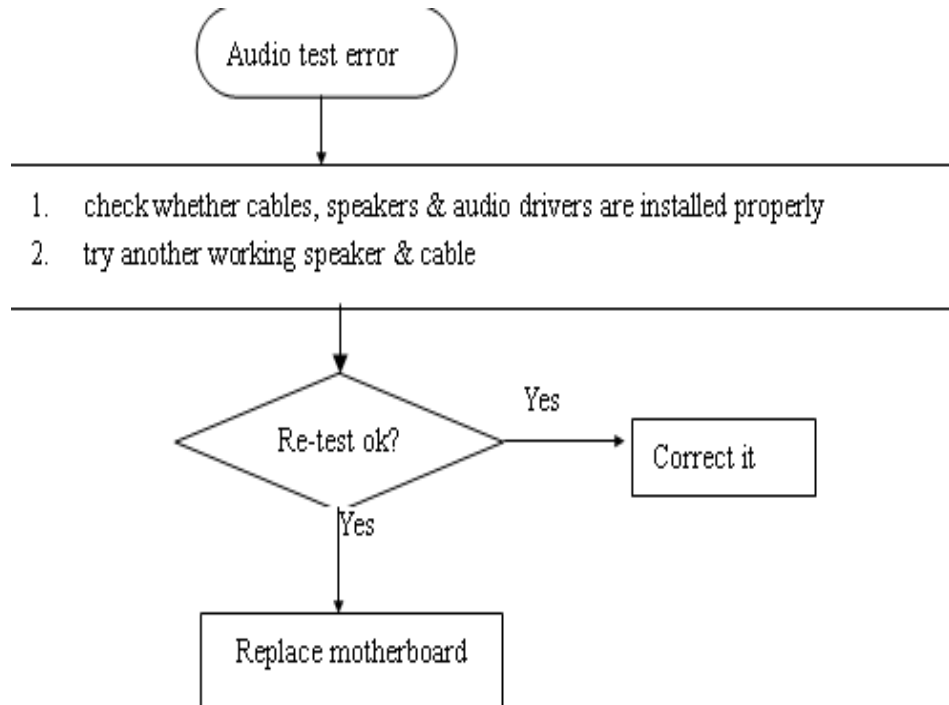 Audio test error
1. check whether cables, speakers & audio drivers are installed properly
2. try another working speaker & cable
Re-test ok?
Yes
Correct it
Yes
Replace motherboard